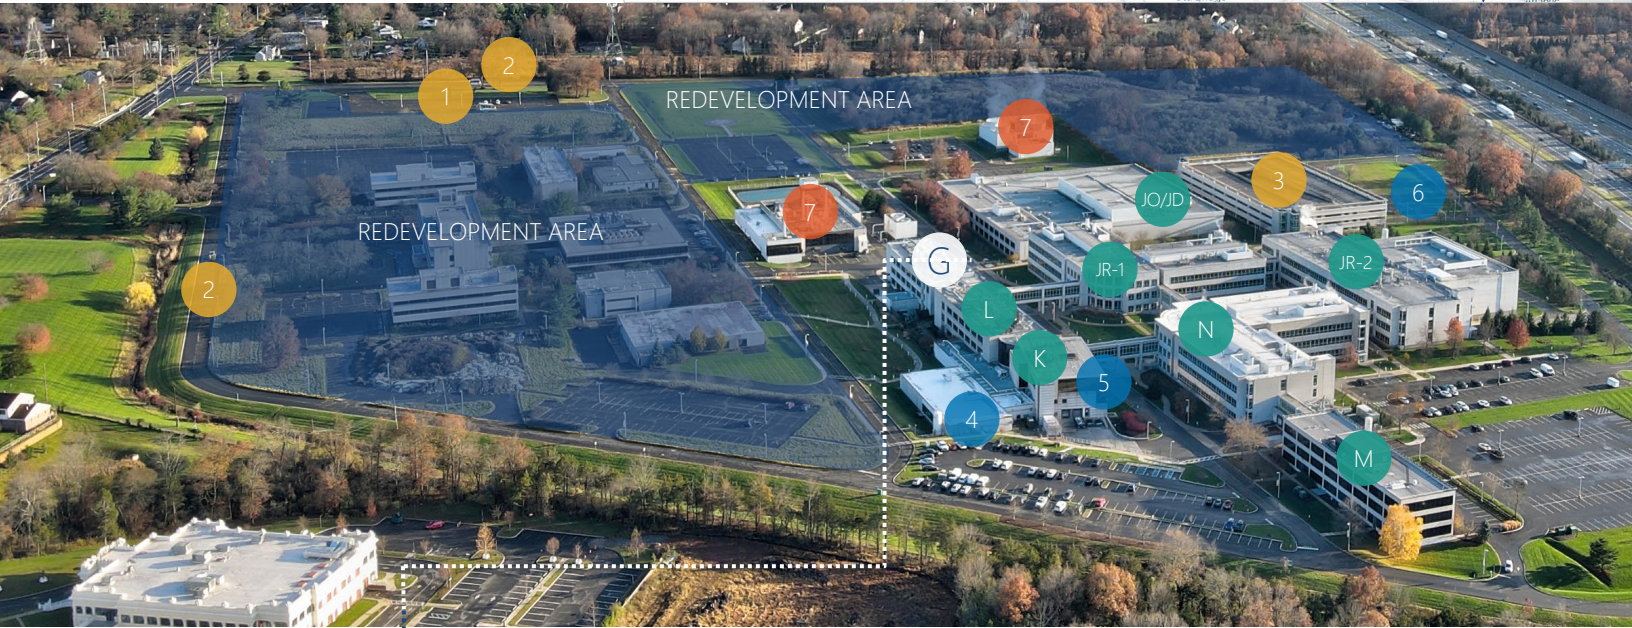 2
1
REDEVELOPMENT AREA
7
3
6
JO/JD
7
REDEVELOPMENT AREA
G
JR-1
JR-2
2
L
N
K
5
4
M